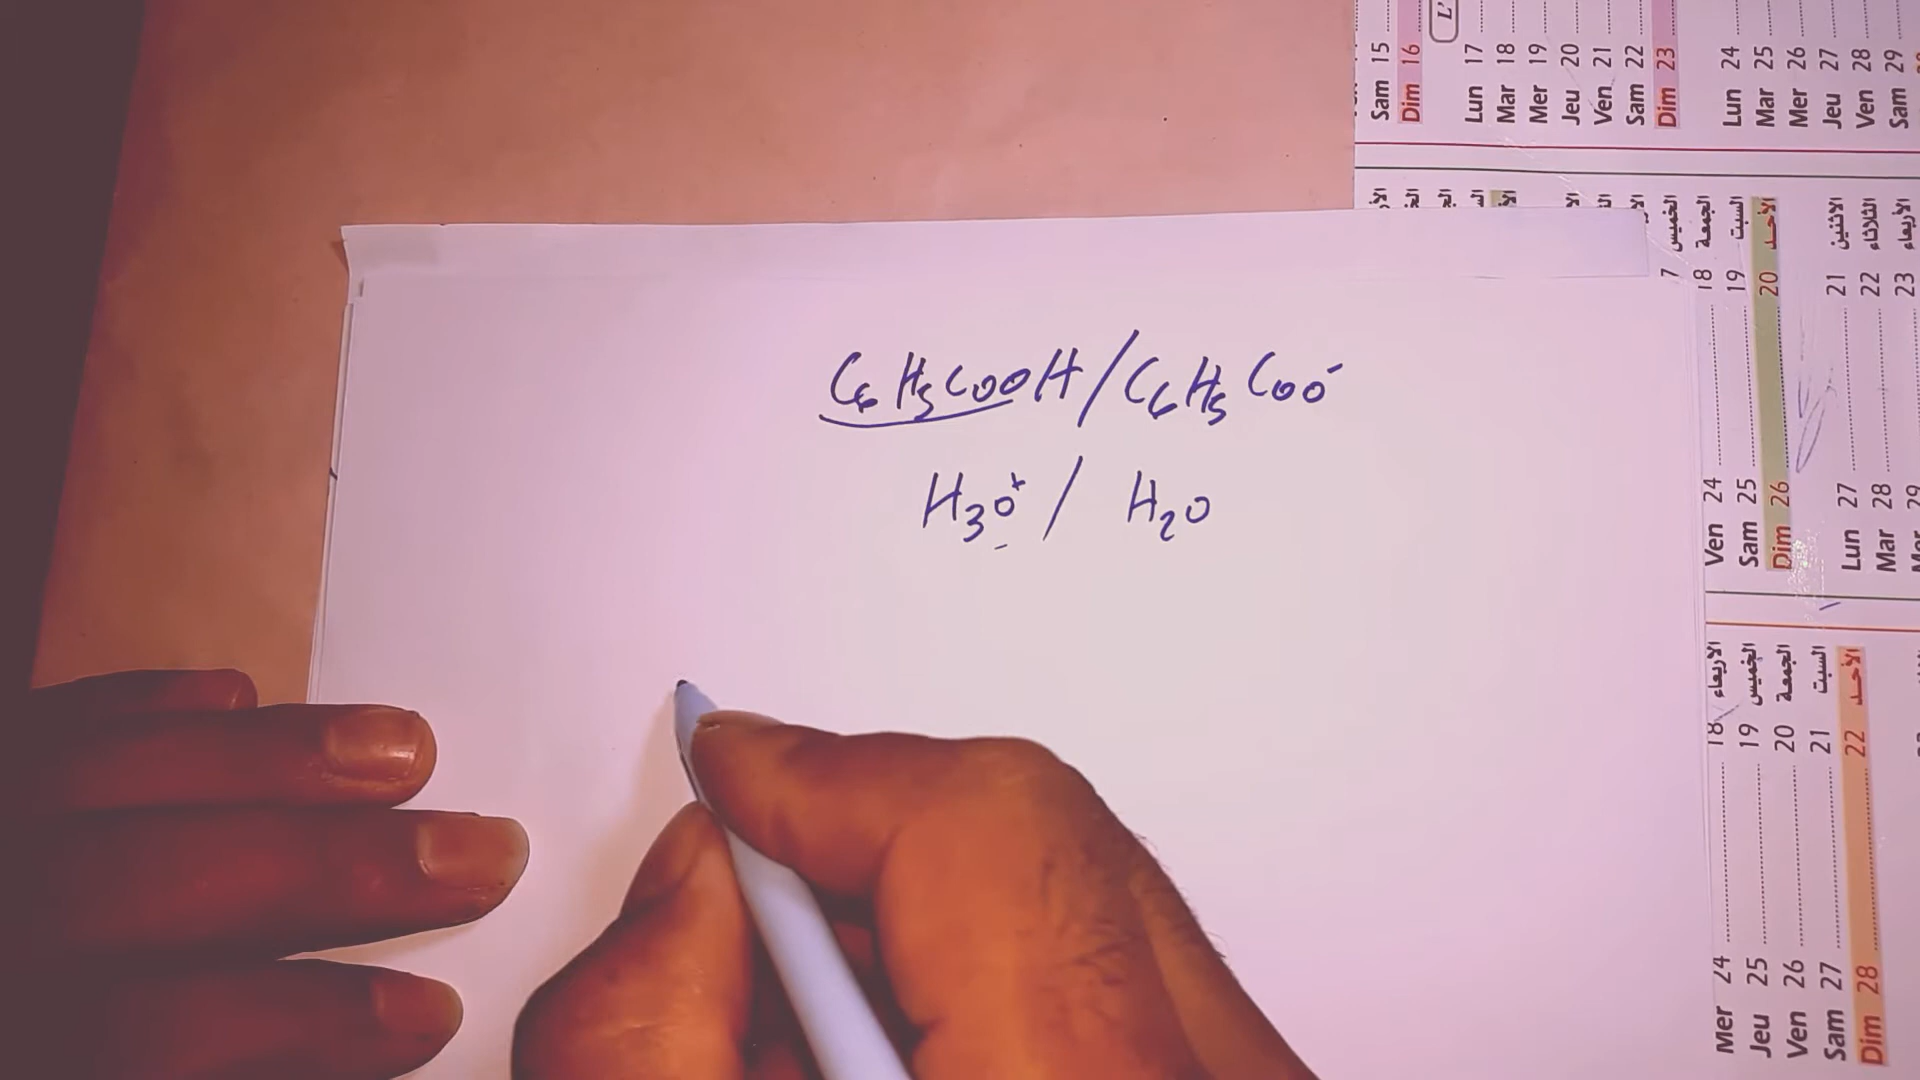 C₆H₅COOH/C₆H₅COO⁻
H₃O⁺ / H₂O
Sam 15
Dim 16
L'
Lun 17
Mar 18
Mer 19
Jeu 20
Ven 21
Sam 22
Dim 23
Lun 24
Mar 25
Mer 26
Jeu 27
Ven 28
Sam 29
7 الخميس
18 الجمعة
19 السبت
20 الأحد
21 الاثنين
22 الثلاثاء
23 الأربعاء
Ven 24
Sam 25
Dim 26
Lun 27
Mar 28
29
18 الأربعاء
19 الخميس
20 الجمعة
21 السبت
22 الأحد
Mer 24
Jeu 25
Ven 26
Sam 27
Dim 28